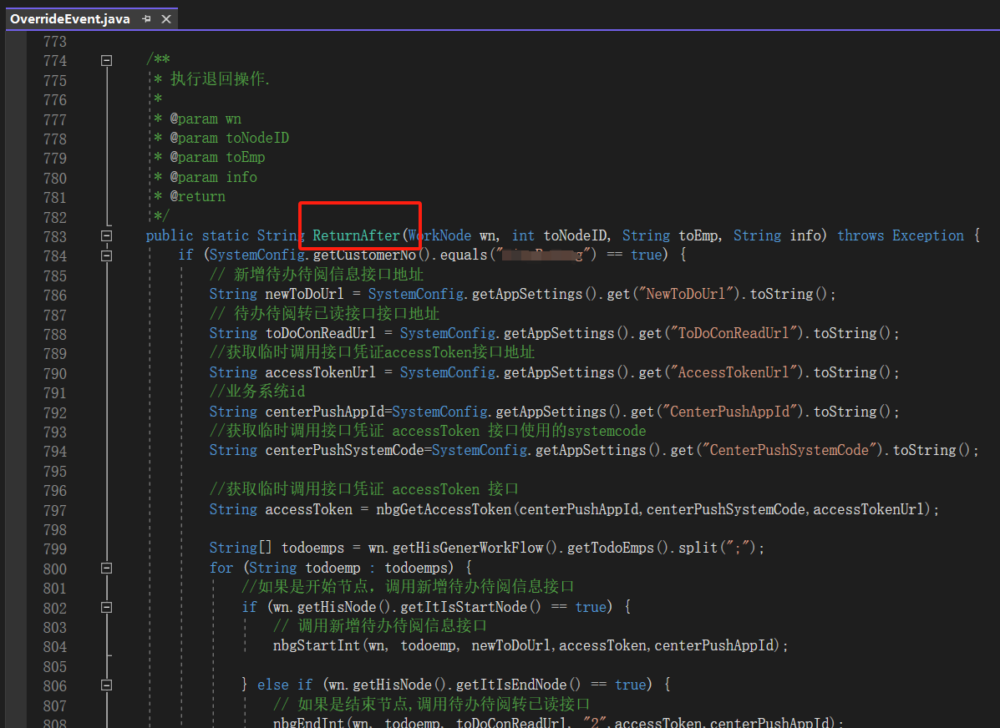 OverrideEvent.java
773
774 /**
775 * 执行退回操作.
776 *
777 * @param wn
778 * @param toNodeID
779 * @param toEmp
780 * @param info
781 * @return
782 */
783 public static String ReturnAfter(WorkNode wn, int toNodeID, String toEmp, String info) throws Exception {
784 if (SystemConfig.getCustomerNo().equals("g") == true) {
785 // 新增待办待阅信息接口地址
786 String newToDoUrl = SystemConfig.getAppSettings().get("NewToDoUrl").toString();
787 // 待办待阅转已读接口接口地址
788 String toDoConReadUrl = SystemConfig.getAppSettings().get("ToDoConReadUrl").toString();
789 //获取临时调用接口凭证accessToken接口地址
790 String accessTokenUrl = SystemConfig.getAppSettings().get("AccessTokenUrl").toString();
791 //业务系统id
792 String centerPushAppId=SystemConfig.getAppSettings().get("CenterPushAppId").toString();
793 //获取临时调用接口凭证 accessToken 接口使用的systemcode
794 String centerPushSystemCode=SystemConfig.getAppSettings().get("CenterPushSystemCode").toString();
795
796 //获取临时调用接口凭证 accessToken 接口
797 String accessToken = nbgGetAccessToken(centerPushAppId,centerPushSystemCode,accessTokenUrl);
798
799 String[] todoemps = wn.getHisGenerWorkFlow().getTodoEmps().split(";");
800 for (String todoemp : todoemps) {
801 //如果是开始节点，调用新增待办待阅信息接口
802 if (wn.getHisNode().getItIsStartNode() == true) {
803 // 调用新增待办待阅信息接口
804 nbgStartInt(wn, todoemp, newToDoUrl,accessToken,centerPushAppId);
805
806 } else if (wn.getHisNode().getItIsEndNode() == true) {
807 // 如果是结束节点,调用待办待阅转已读接口
808 nbgEndInt(wn, todoemp, toDoConReadUrl, "2",accessToken,centerPushAppId);